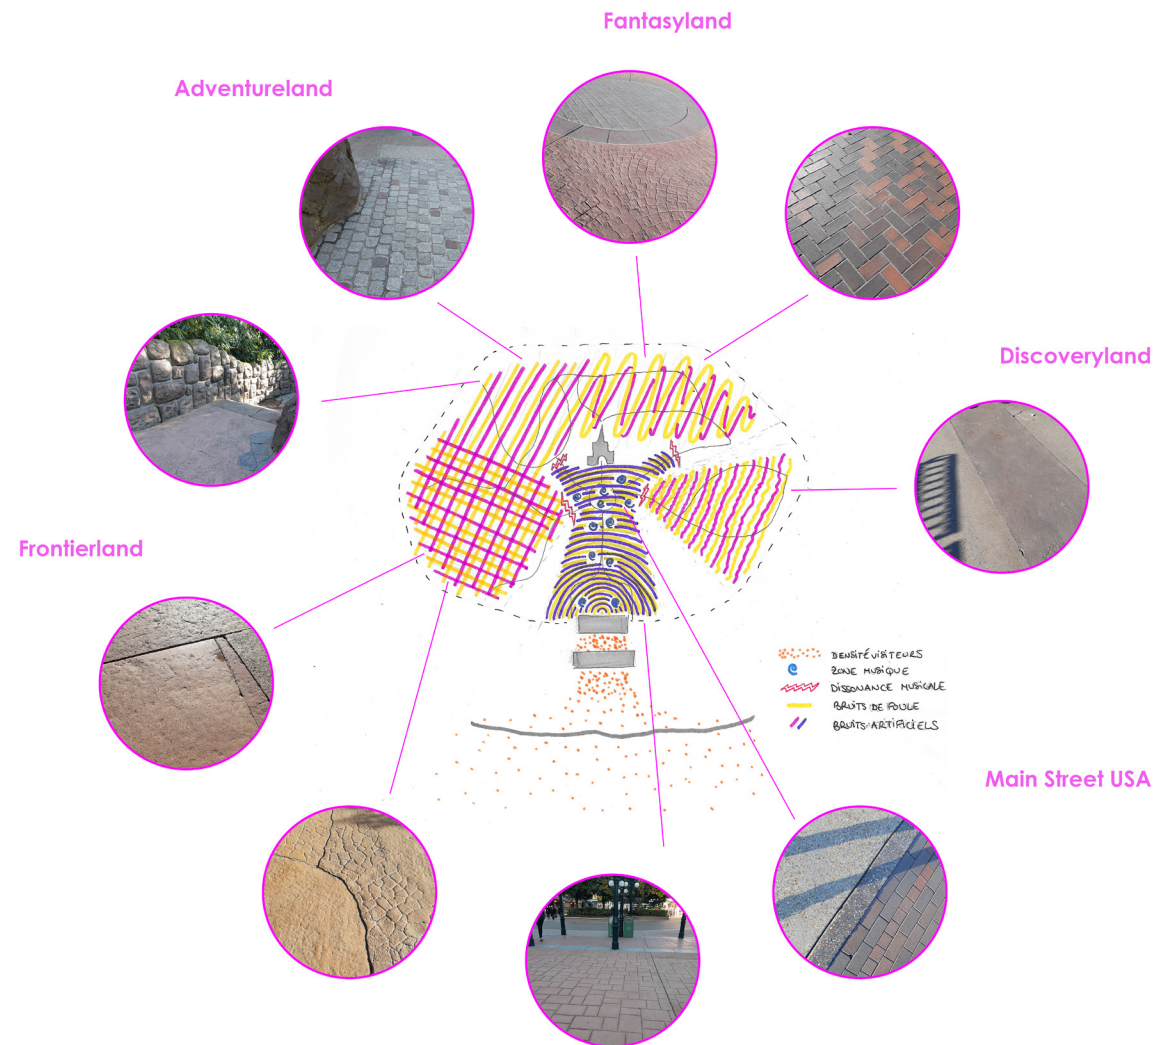 Fantasyland
Adventureland
Discoveryland
Frontierland
DENSITÉ VISITEURS
ZONE MUSIQUE
DISSONANCE MUSICALE
BRUITS DE FOULE
BRUITS ARTIFICIELS
Main Street USA